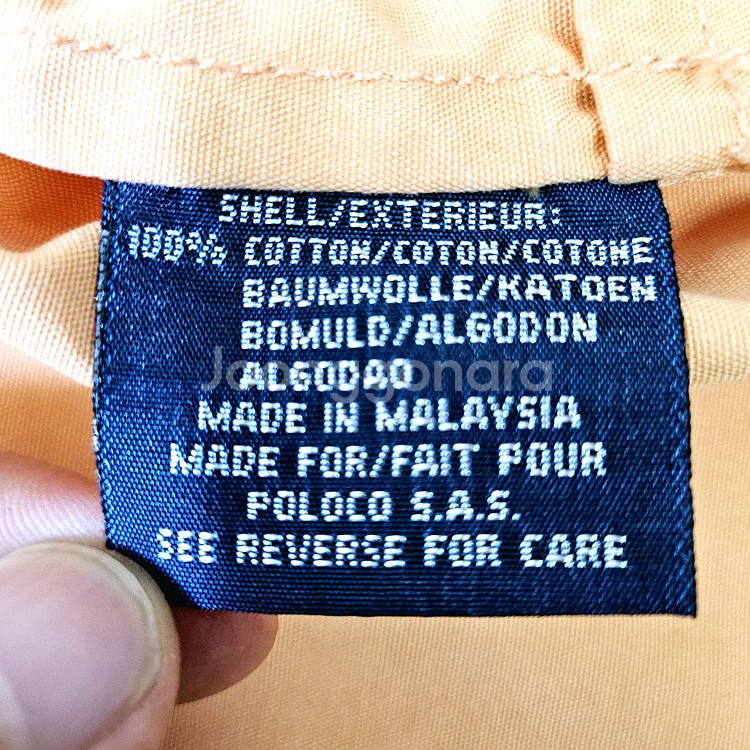 SHELL/EXTERIEUR:
100% COTTON/COTON/COTONE
BAUMWOLLE/KATOEN
BOMULD/ALGODON
ALGODAO
Joonggonara
MADE IN MALAYSIA
MADE FOR/FAIT POUR
POLOCO S.A.S.
SEE REVERSE FOR CARE